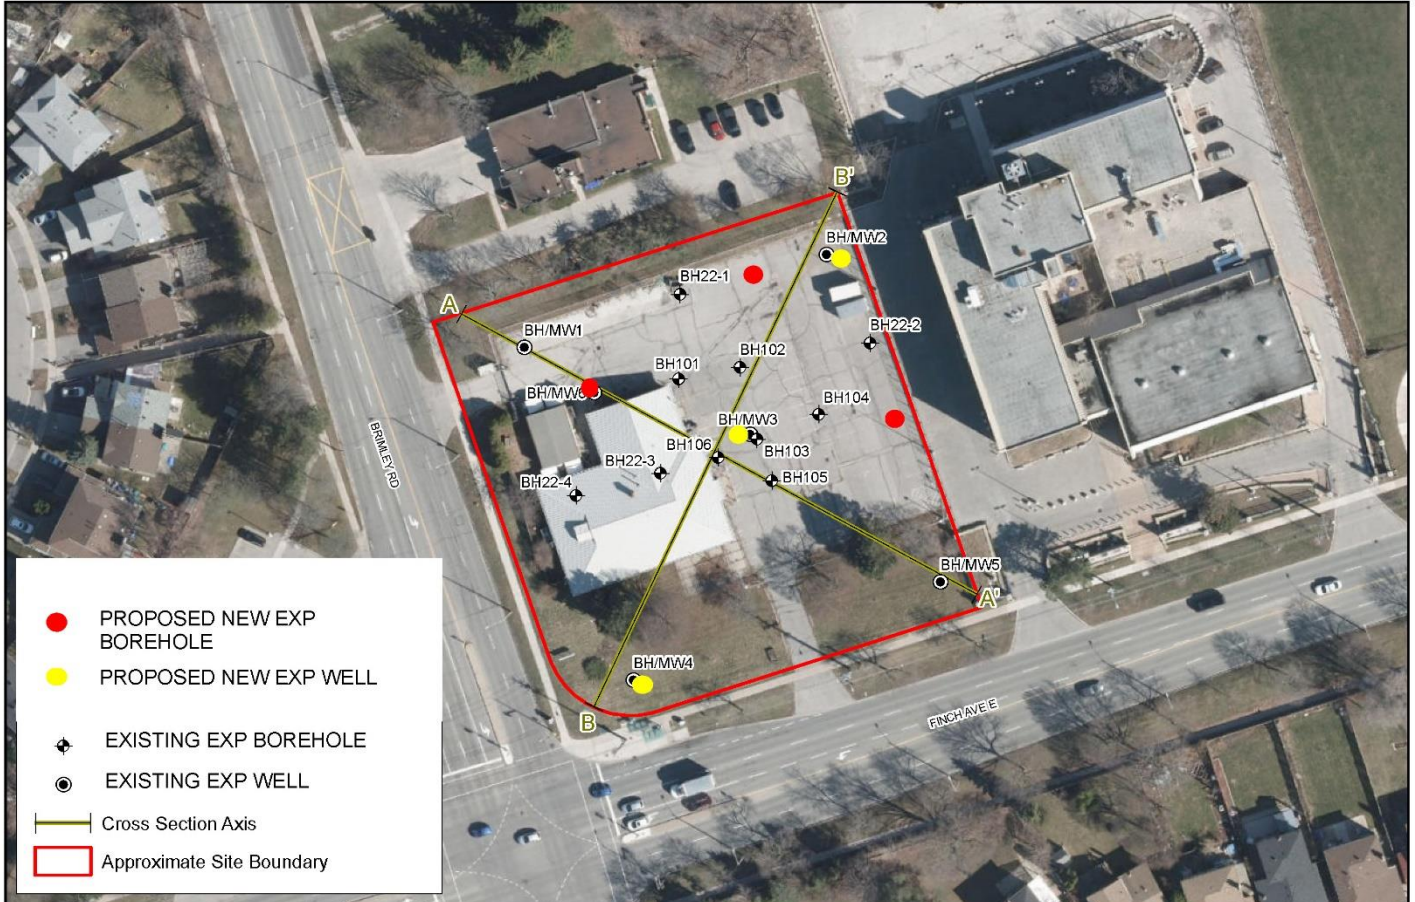 B'
BH/MW2
BH22-1
A
BH/MW1
BH22-2
BH102
BH101
BH/MW6
BH104
BH/MW3
BH106
BH103
BH22-3
BH105
BH22-4
BRIMLEY RD
BH/MW5
A'
BH/MW4
B
FINCH AVE E
PROPOSED NEW EXP
BOREHOLE
PROPOSED NEW EXP WELL
EXISTING EXP BOREHOLE
EXISTING EXP WELL
Cross Section Axis
Approximate Site Boundary